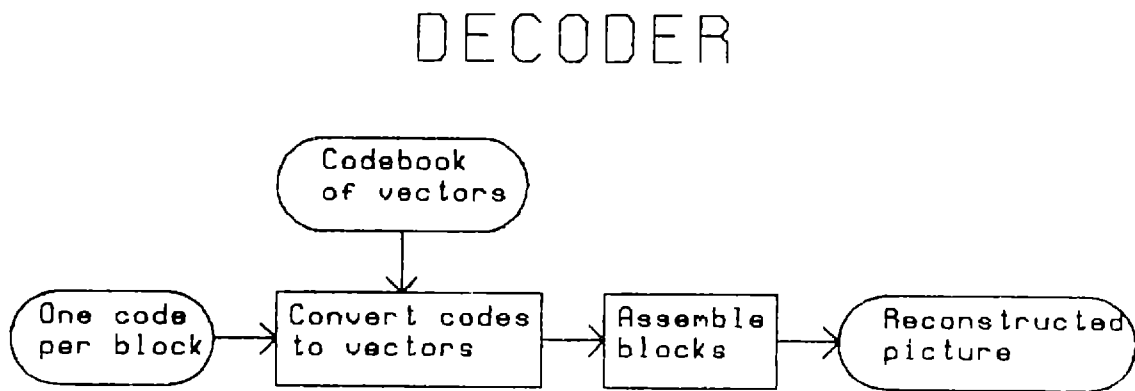 DECODER
Codebook
of vectors
One code
per block
Convert codes
to vectors
Assemble
blocks
Reconstructed
picture